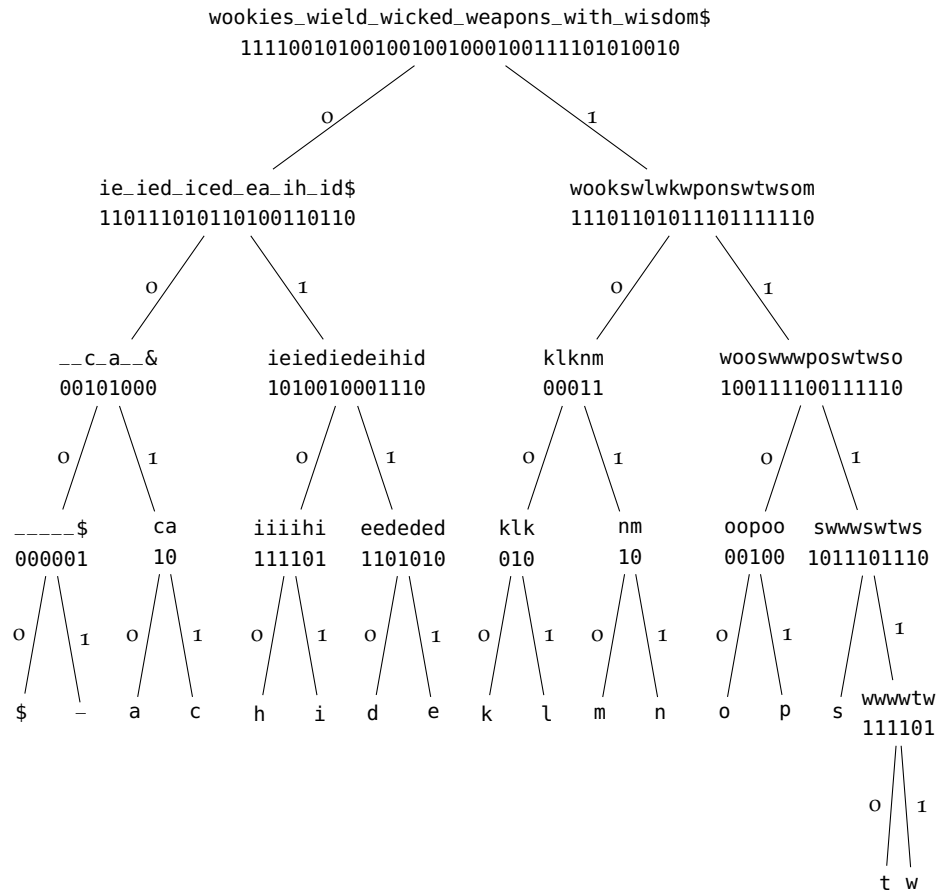 wookies_wield_wicked_weapons_with_wisdom$
111100101001001001000100111101010010
0 1
ie_ied_iced_ea_ih_id$ wookswlwkwponswtwsom
110111010110100110110 11101101011101111110
0 1 0 1
__c_a__& ieiediedeihid klknm wooswwwposwtwso
00101000 1010010001110 00011 100111100111110
0 1 0 1 0 1 0 1
_____$ ca iiiihi eededed klk nm oopoo swwwswtws
000001 10 111101 1101010 010 10 00100 1011101110
0 1 0 1 0 1 0 1 0 1 0 1 0 1 1
$ _ a c h i d e k l m n o p s wwwwtw
111101
0 1
t w